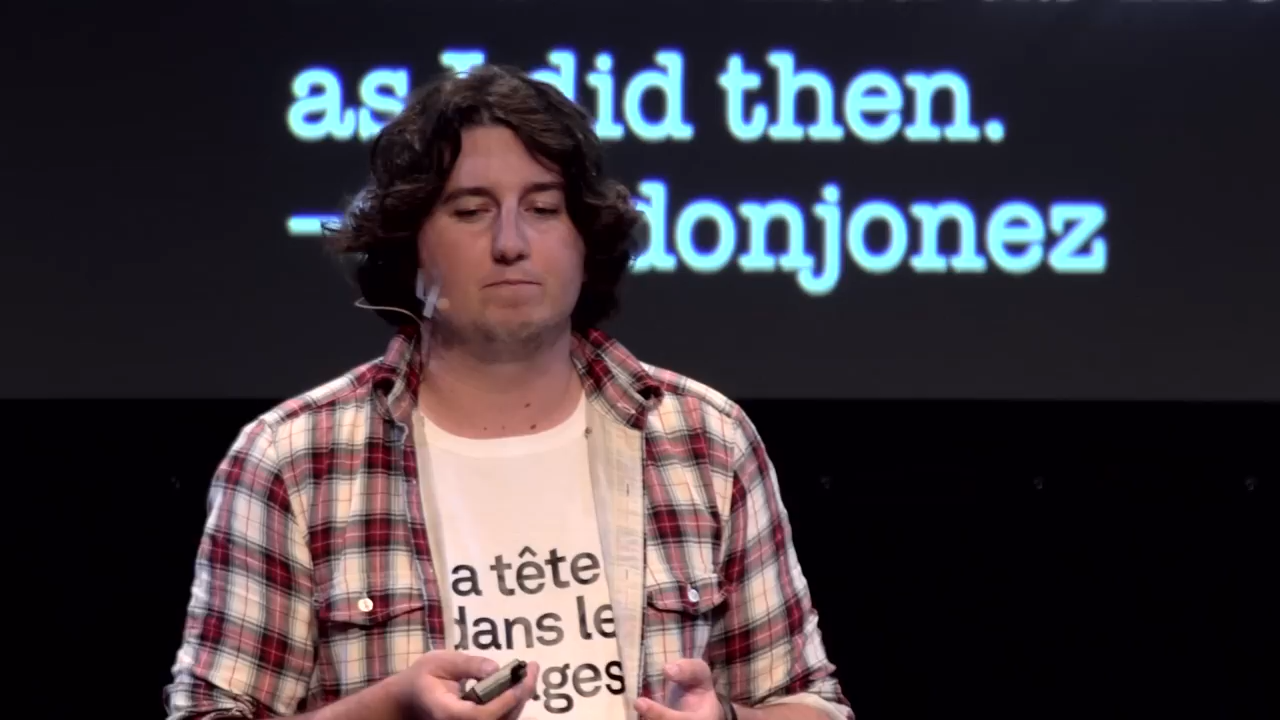 as I did then.
donjonez
a tête
dans le
ages